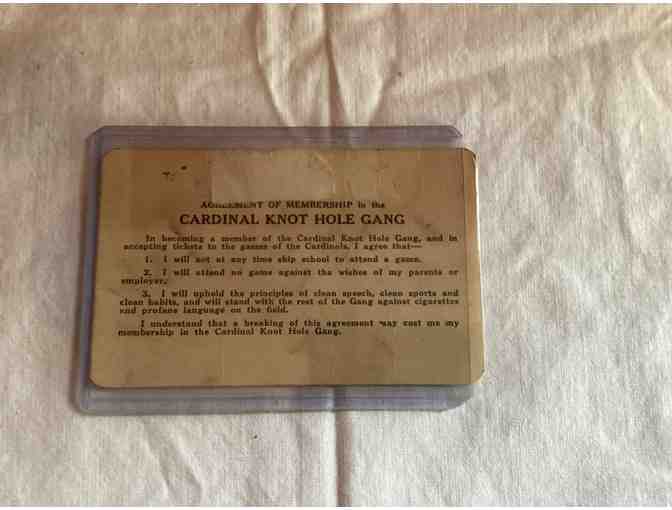 AGREEMENT OF MEMBERSHIP in the
CARDINAL KNOT HOLE GANG
In becoming a member of the Cardinal Knot Hole Gang, and in
accepting tickets to the games of the Cardinals, I agree that—
1. I will not at any time skip school to attend a game.
2. I will attend no game against the wishes of my parents or
employer.
3. I will uphold the principles of clean speech, clean sports and
clean habits, and will stand with the rest of the Gang against cigarettes
and profane language on the field.
I understand that a breaking of this agreement may cost me my
membership in the Cardinal Knot Hole Gang.